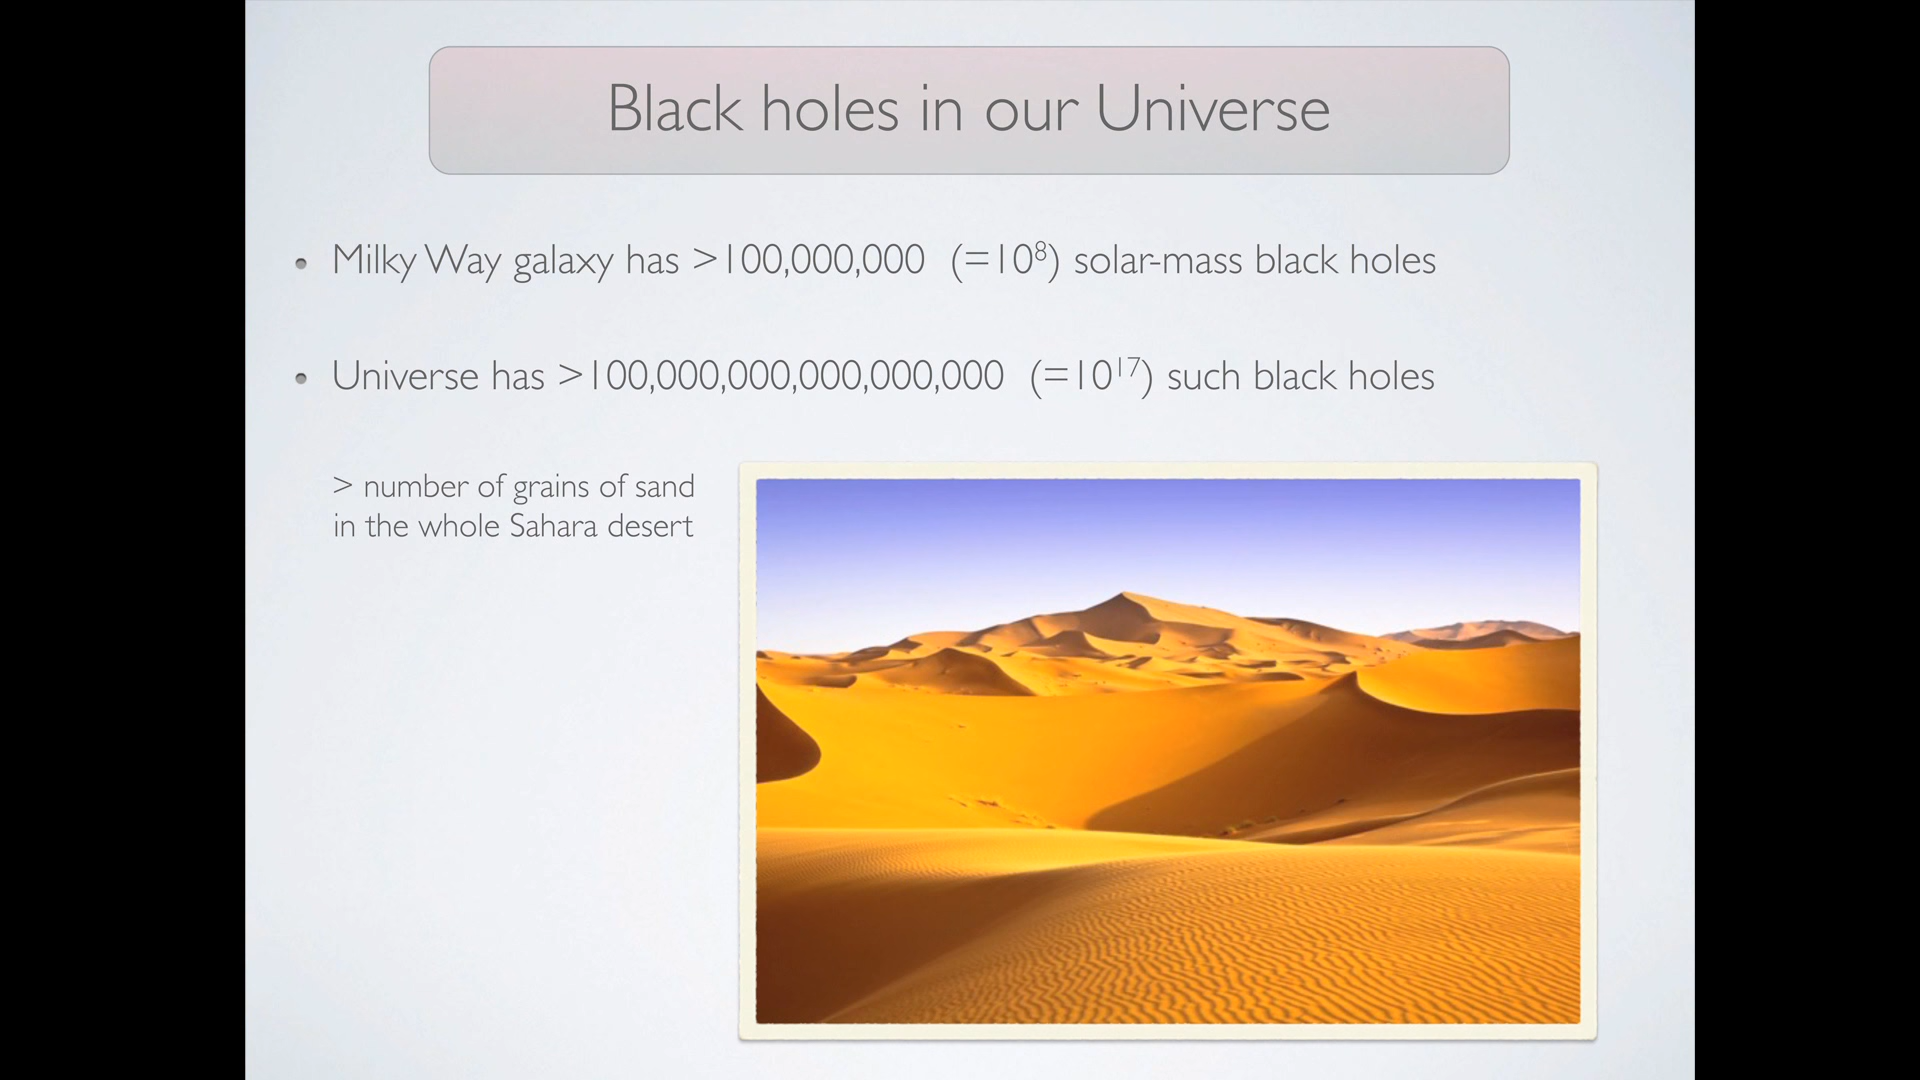 Black holes in our Universe
• Milky Way galaxy has >100,000,000 (=10⁸) solar-mass black holes
• Universe has >100,000,000,000,000,000 (=10¹⁷) such black holes
> number of grains of sand
in the whole Sahara desert